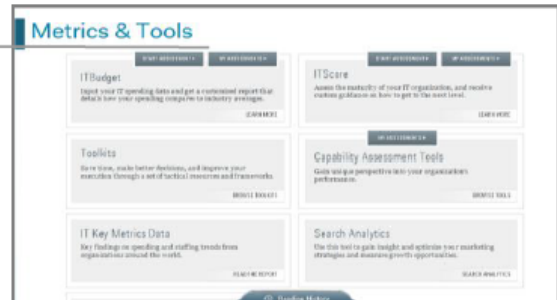 Metrics & Tools
START ASSESSMENT
MY ASSESSMENTS
ITBudget
Input your IT spending data and get a customized report that
details how your spending compares to industry averages.
LEARN MORE
START ASSESSMENT
MY ASSESSMENTS
ITScore
Assess the maturity of your IT organization, and receive
custom guidance on how to get to the next level.
LEARN MORE
Toolkits
Save time, make better decisions, and improve your
execution through a set of tactical resources and frameworks.
BROWSE TOOLKITS
MY ASSESSMENTS
Capability Assessment Tools
Gain unique perspective into your organization's
performance.
BROWSE TOOLS
IT Key Metrics Data
Key findings on spending and staffing trends from
organizations around the world.
READ THE REPORT
Search Analytics
Use this tool to gain insight and optimize your marketing
strategies and measure growth opportunities.
SEARCH ANALYTICS